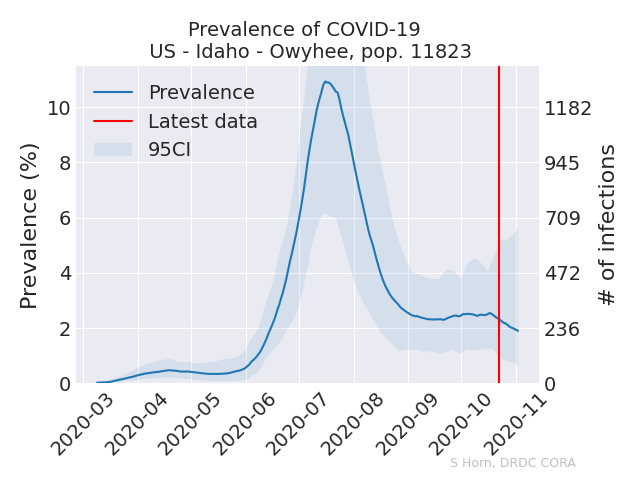 Prevalence of COVID-19
US - Idaho - Owyhee, pop. 11823
Prevalence
Latest data
95CI
Prevalence (%)
10
8
6
4
2
0
1182
945
709
472
236
0
# of infections
2020-03
2020-04
2020-05
2020-06
2020-07
2020-08
2020-09
2020-10
2020-11
S Horn, DRDC CORA